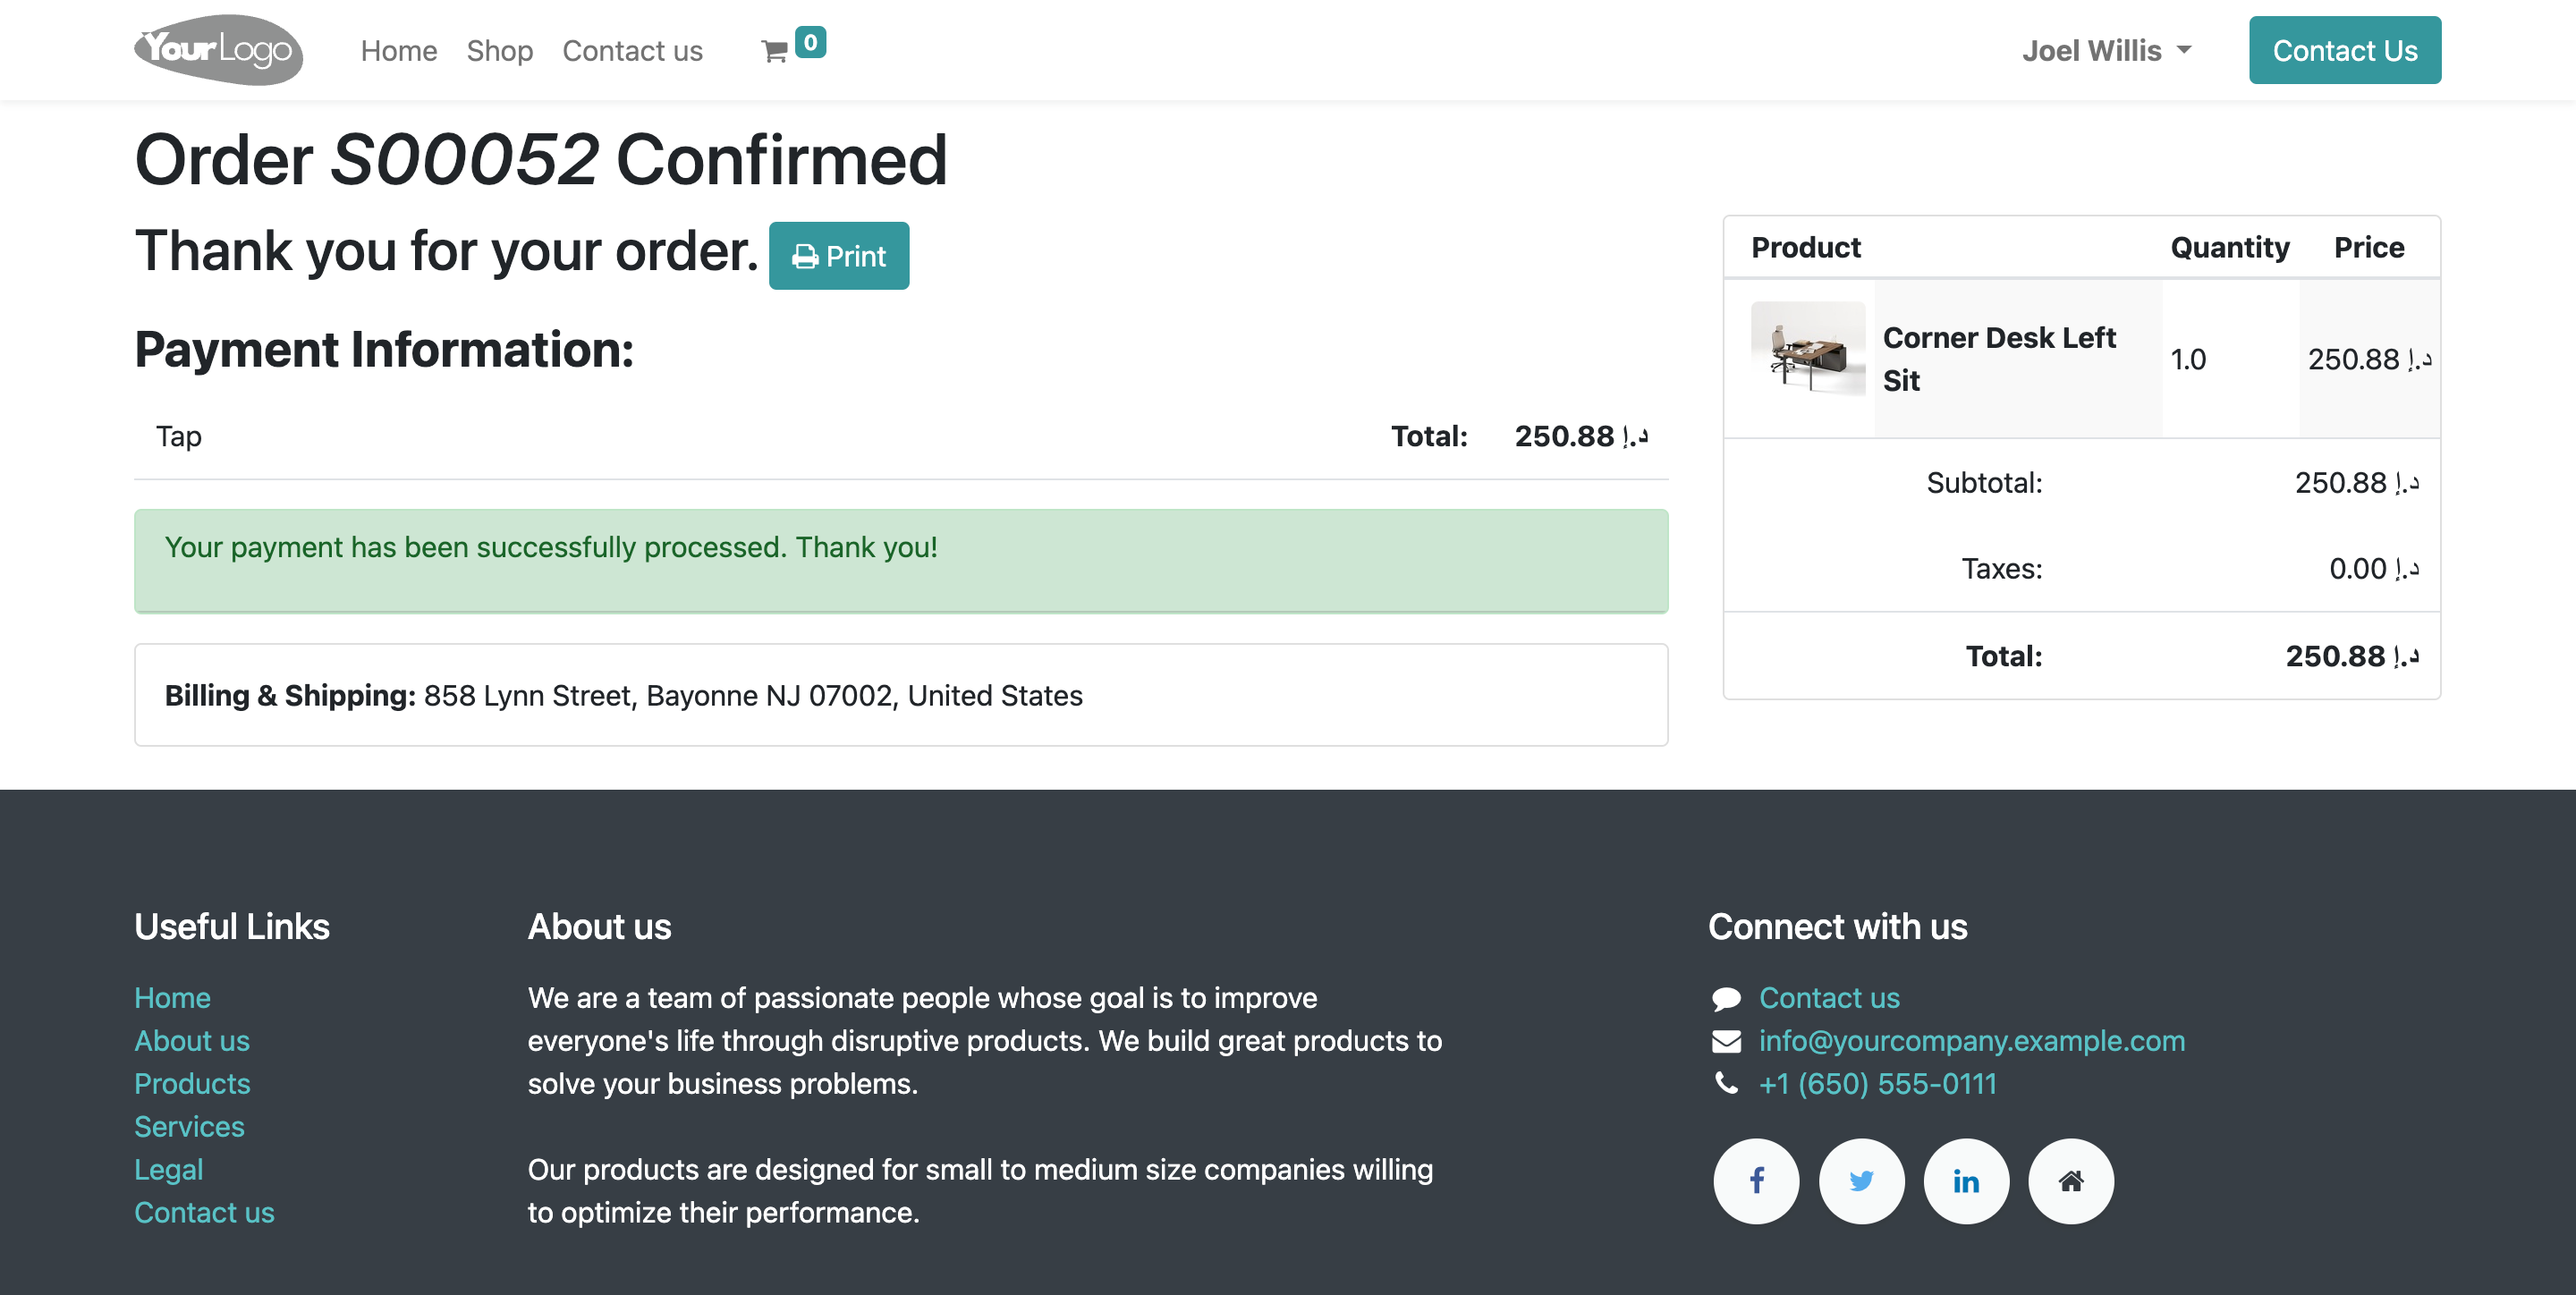 YourLogo
Home Shop Contact us 0 Joel Willis Contact Us
Order S00052 Confirmed
Thank you for your order. Print
Payment Information:
Tap Total: 250.88 د.إ
Your payment has been successfully processed. Thank you!
Billing & Shipping: 858 Lynn Street, Bayonne NJ 07002, United States
Product Quantity Price
Corner Desk Left
Sit
1.0 250.88 د.إ
Subtotal: 250.88 د.إ
Taxes: 0.00 د.إ
Total: 250.88 د.إ
Useful Links
Home
About us
Products
Services
Legal
Contact us
About us
We are a team of passionate people whose goal is to improve
everyone's life through disruptive products. We build great products to
solve your business problems.
Our products are designed for small to medium size companies willing
to optimize their performance.
Connect with us
Contact us
info@yourcompany.example.com
+1 (650) 555-0111